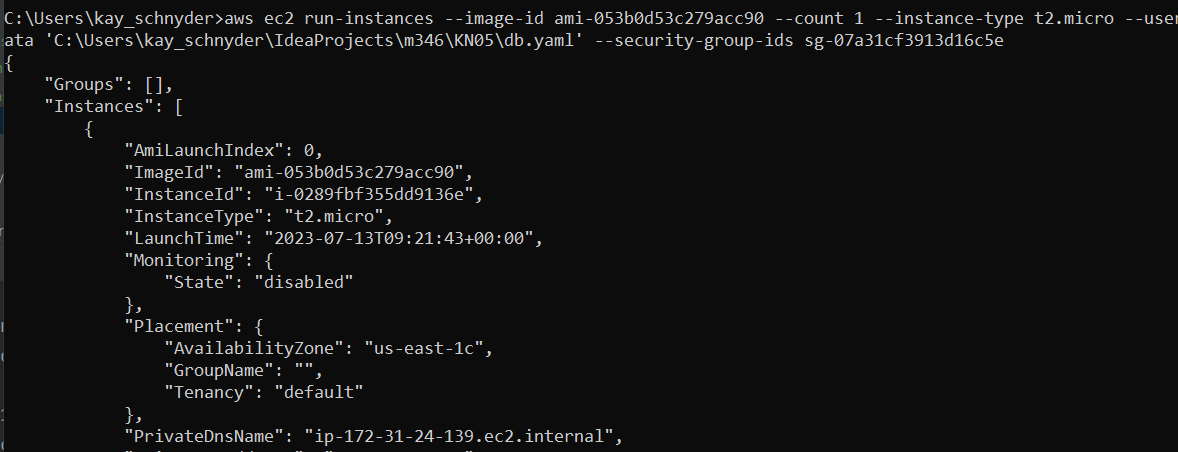 C:\Users\kay_schnyder>aws ec2 run-instances --image-id ami-053b0d53c279acc90 --count 1 --instance-type t2.micro --user
ata 'C:\Users\kay_schnyder\IdeaProjects\m346\KN05\db.yaml' --security-group-ids sg-07a31cf3913d16c5e
{
    "Groups": [],
    "Instances": [
        {
            "AmiLaunchIndex": 0,
            "ImageId": "ami-053b0d53c279acc90",
            "InstanceId": "i-0289fbf355dd9136e",
            "InstanceType": "t2.micro",
            "LaunchTime": "2023-07-13T09:21:43+00:00",
            "Monitoring": {
                "State": "disabled"
            },
            "Placement": {
                "AvailabilityZone": "us-east-1c",
                "GroupName": "",
                "Tenancy": "default"
            },
            "PrivateDnsName": "ip-172-31-24-139.ec2.internal",